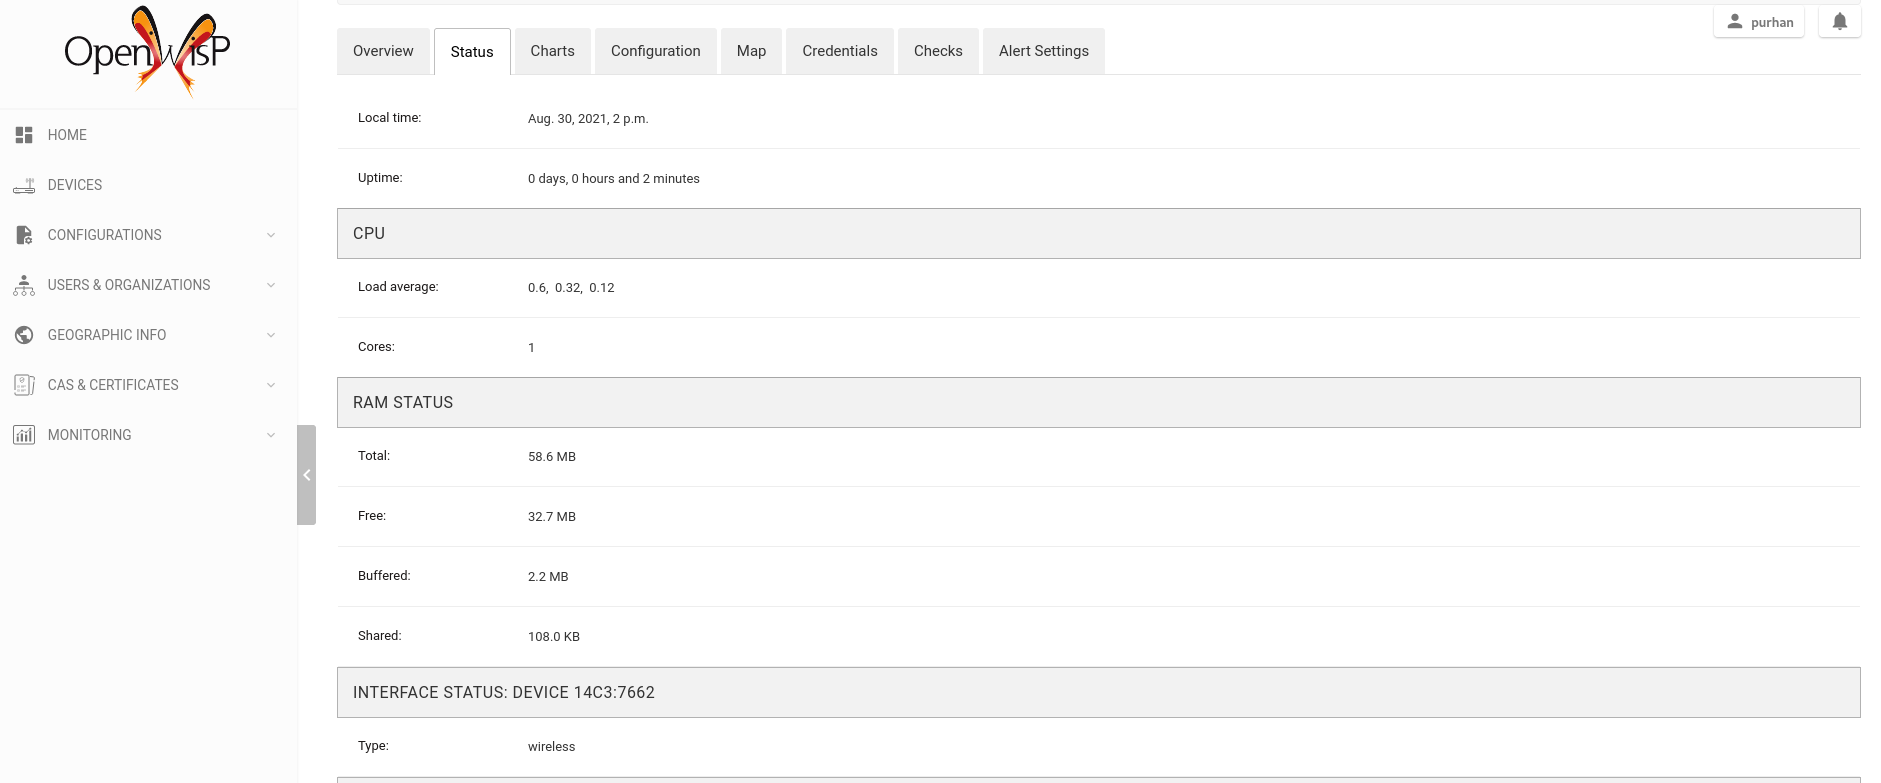 OpenWISP
purhan
Overview Status Charts Configuration Map Credentials Checks Alert Settings
HOME
DEVICES
CONFIGURATIONS
USERS & ORGANIZATIONS
GEOGRAPHIC INFO
CAS & CERTIFICATES
MONITORING
Local time: Aug. 30, 2021, 2 p.m.
Uptime: 0 days, 0 hours and 2 minutes
CPU
Load average: 0.6, 0.32, 0.12
Cores: 1
RAM STATUS
Total: 58.6 MB
Free: 32.7 MB
Buffered: 2.2 MB
Shared: 108.0 KB
INTERFACE STATUS: DEVICE 14C3:7662
Type: wireless